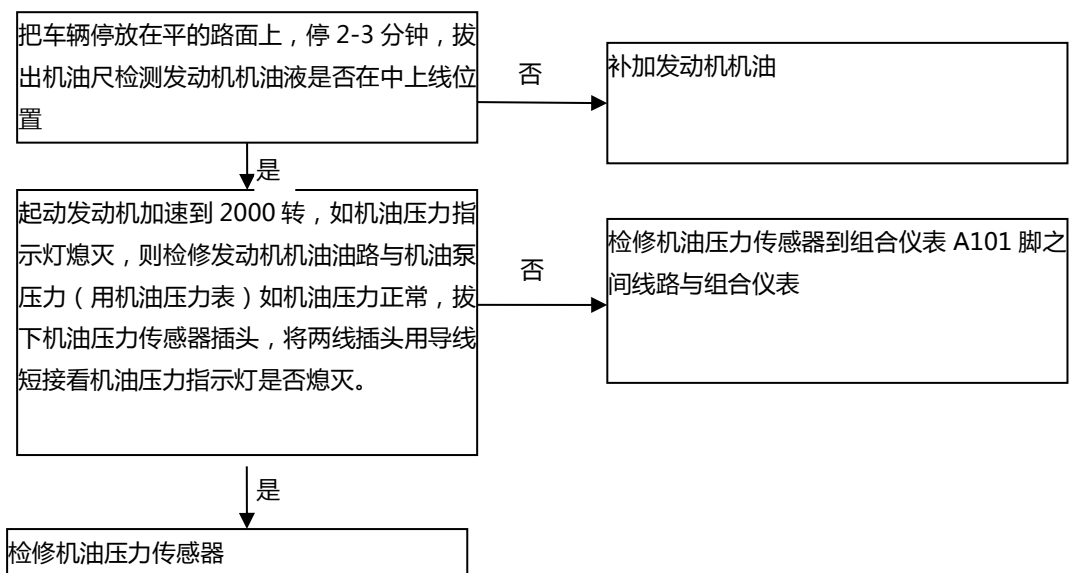 把车辆停放在平的路面上，停 2-3 分钟，拔
出机油尺检测发动机机油液是否在中上线位
置
否
补加发动机机油
是
起动发动机加速到 2000 转，如机油压力指
示灯熄灭，则检修发动机机油油路与机油泵
压力（用机油压力表）如机油压力正常，拔
下机油压力传感器插头，将两线插头用导线
短接看机油压力指示灯是否熄灭。
否
检修机油压力传感器到组合仪表 A101 脚之
间线路与组合仪表
是
检修机油压力传感器